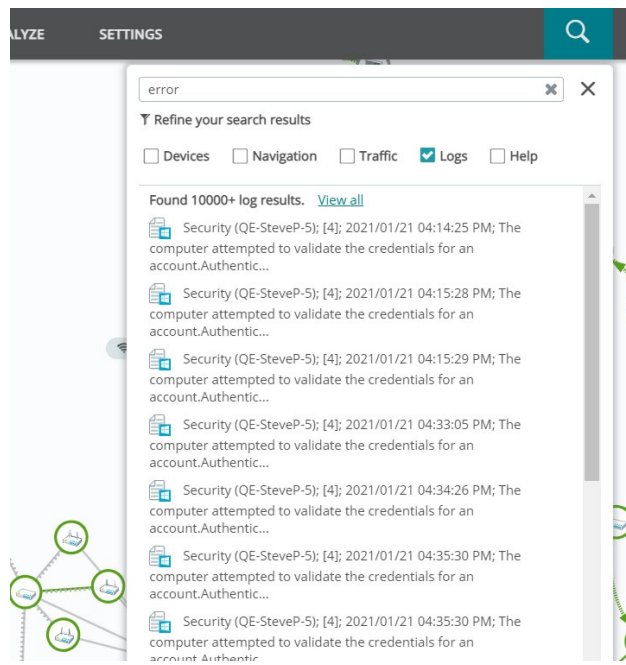 LYZE SETTINGS
error
Refine your search results
Devices Navigation Traffic Logs Help
Found 10000+ log results. View all
Security (QE-SteveP-5); [4]; 2021/01/21 04:14:25 PM; The
computer attempted to validate the credentials for an
account.Authentic...
Security (QE-SteveP-5); [4]; 2021/01/21 04:15:28 PM; The
computer attempted to validate the credentials for an
account.Authentic...
Security (QE-SteveP-5); [4]; 2021/01/21 04:15:29 PM; The
computer attempted to validate the credentials for an
account.Authentic...
Security (QE-SteveP-5); [4]; 2021/01/21 04:33:05 PM; The
computer attempted to validate the credentials for an
account.Authentic...
Security (QE-SteveP-5); [4]; 2021/01/21 04:34:26 PM; The
computer attempted to validate the credentials for an
account.Authentic...
Security (QE-SteveP-5); [4]; 2021/01/21 04:35:30 PM; The
computer attempted to validate the credentials for an
account.Authentic...
Security (QE-SteveP-5); [4]; 2021/01/21 04:35:30 PM; The
computer attempted to validate the credentials for an
account.Authentic...